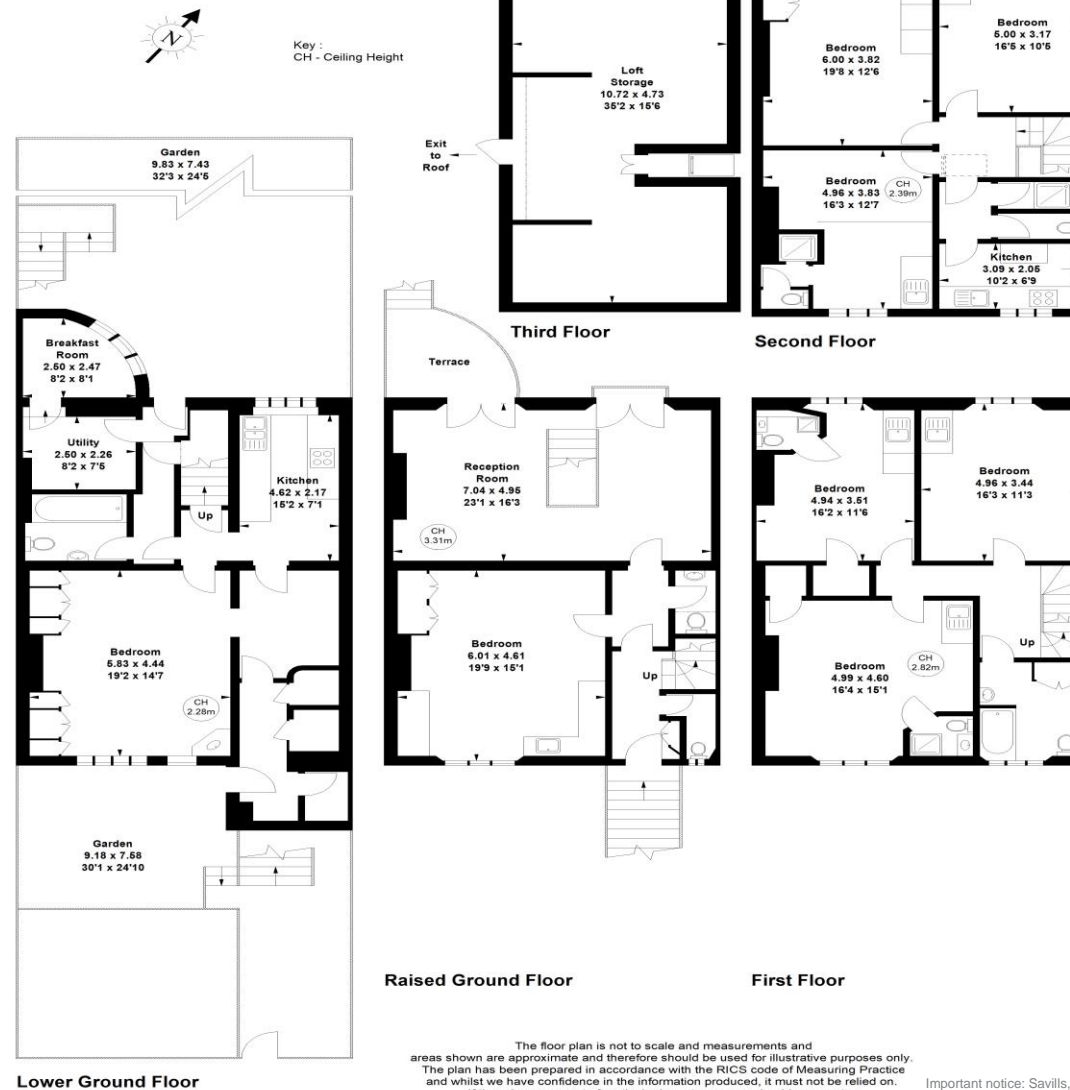 N
Key :
CH - Ceiling Height
Loft
Storage
10.72 x 4.73
35'2 x 15'6
Exit
to
Roof
Third Floor
Bedroom
6.00 x 3.82
19'8 x 12'6
Bedroom
5.00 x 3.17
16'5 x 10'5
Bedroom
4.96 x 3.83
16'3 x 12'7
CH
2.39m
Kitchen
3.09 x 2.05
10'2 x 6'9
Second Floor
Garden
9.83 x 7.43
32'3 x 24'5
Breakfast
Room
2.50 x 2.47
8'2 x 8'1
Utility
2.50 x 2.26
8'2 x 7'5
Kitchen
4.62 x 2.17
15'2 x 7'1
Up
Bedroom
5.83 x 4.44
19'2 x 14'7
CH
2.28m
Garden
9.18 x 7.58
30'1 x 24'10
Lower Ground Floor
Terrace
Reception
Room
7.04 x 4.95
23'1 x 16'3
CH
3.31m
Bedroom
6.01 x 4.61
19'9 x 15'1
Up
Raised Ground Floor
Bedroom
4.94 x 3.51
16'2 x 11'6
Bedroom
4.96 x 3.44
16'3 x 11'3
Bedroom
4.99 x 4.60
16'4 x 15'1
CH
2.82m
Up
First Floor
The floor plan is not to scale and measurements and
areas shown are approximate and therefore should be used for illustrative purposes only.
The plan has been prepared in accordance with the RICS code of Measuring Practice
and whilst we have confidence in the information produced, it must not be relied on.
Important notice: Savills,